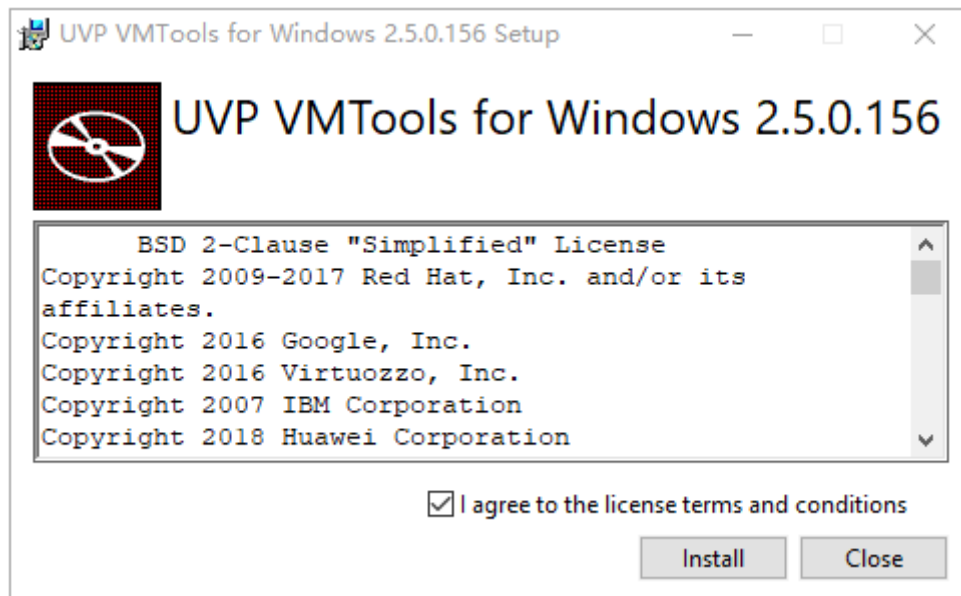 UVP VMTools for Windows 2.5.0.156 Setup
UVP VMTools for Windows 2.5.0.156
BSD 2-Clause "Simplified" License
Copyright 2009-2017 Red Hat, Inc. and/or its
affiliates.
Copyright 2016 Google, Inc.
Copyright 2016 Virtuozzo, Inc.
Copyright 2007 IBM Corporation
Copyright 2018 Huawei Corporation
I agree to the license terms and conditions
Install Close